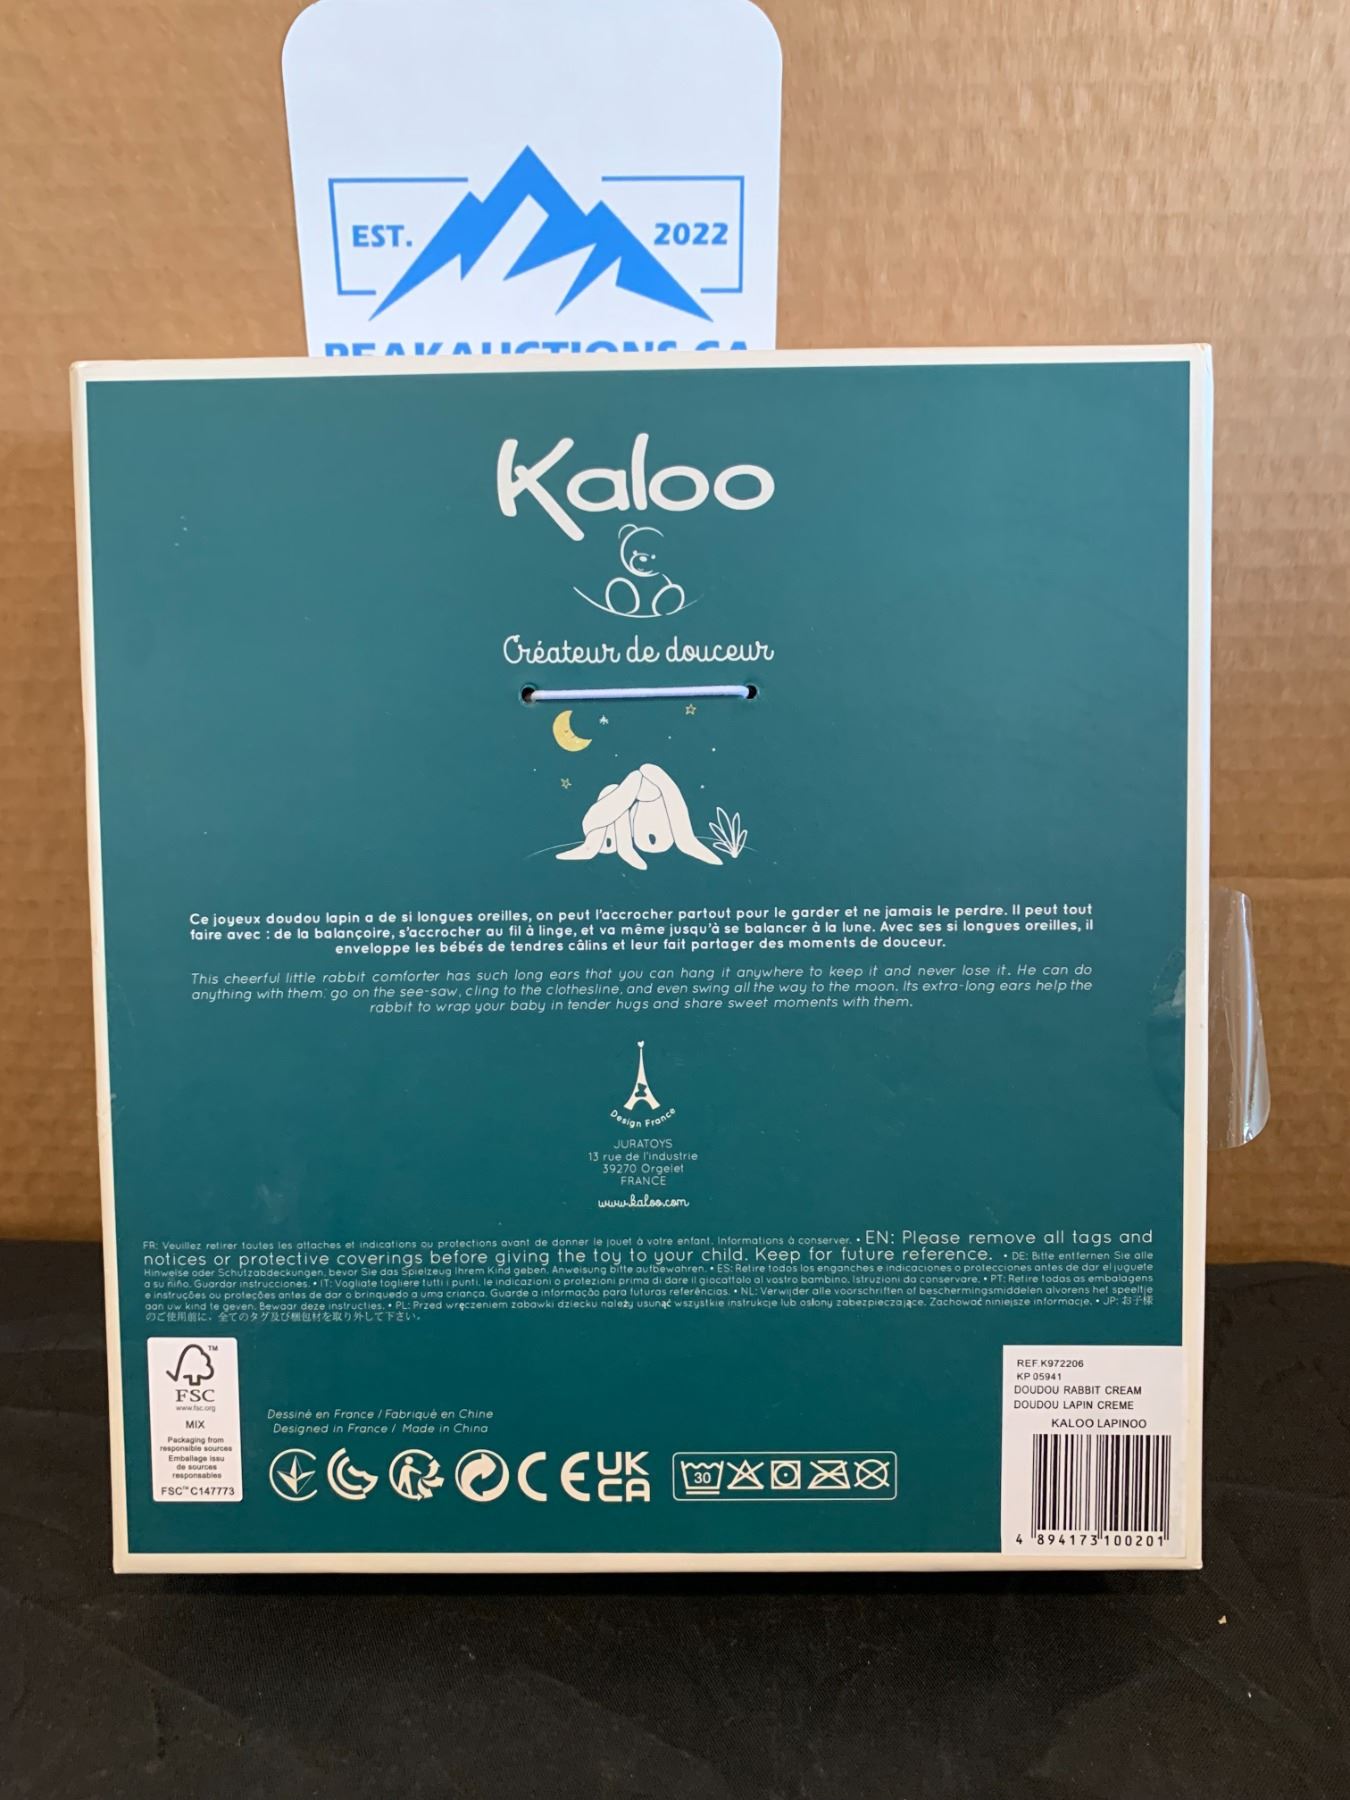 EST. 2022
PEAKAUCTIONS.CA
Kaloo
Créateur de douceur
Ce joyeux doudou lapin a de si longues oreilles, on peut l'accrocher partout pour le garder et ne jamais le perdre. Il peut tout
faire avec : de la balançoire, s'accrocher au fil à linge, et va même jusqu'à se balancer à la lune. Avec ses si longues oreilles, il
enveloppe les bébés de tendres câlins et leur fait partager des moments de douceur.
This cheerful little rabbit comforter has such long ears that you can hang it anywhere to keep it and never lose it. He can do
anything with them: go on the see-saw, cling to the clothesline, and even swing all the way to the moon. Its extra-long ears help the
rabbit to wrap your baby in tender hugs and share sweet moments with them.
Design France
JURATOYS
13 rue de l'industrie
39270 Orgelet
FRANCE
www.kaloo.com
FR: Veuillez retirer toutes les attaches et indications ou protections avant de donner le jouet à votre enfant. Informations à conserver. • EN: Please remove all tags and
notices or protective coverings before giving the toy to your child. Keep for future reference. • DE: Bitte entfernen Sie alle
Hinweise oder Schutzabdeckungen, bevor Sie das Spielzeug Ihrem Kind geben. Anweisung bitte aufbewahren. • ES: Retire todos los enganches e indicaciones o protecciones antes de dar el juguete
a su niño. Guardar instrucciones. • IT: Vogliate togliere tutti i punti, le indicazioni o protezioni prima di dare il giocattolo al vostro bambino. Istruzioni da conservare. • PT: Retire todas as embalagens
e instruções ou proteções antes de dar o brinquedo a uma criança. Guarde a informação para futuras referências. • NL: Verwijder alle voorschriften of beschermingsmiddelen alvorens het speeltje
aan uw kind te geven. Bewaar deze instructies. • PL: Przed wręczeniem zabawki dziecku należy usunąć wszystkie instrukcje lub osłony zabezpieczające. Zachować niniejsze informacje. • JP: お子様
のご使用前に、全てのタグ及び梱包材を取り外して下さい。
FSC™
www.fsc.org
MIX
Packaging from
responsible sources
Emballage issu
de sources
responsables
FSC™ C147773
Dessiné en France / Fabriqué en Chine
Designed in France / Made in China
CE UK
CA
30
REF.K972206
KP 05941
DOUDOU RABBIT CREAM
DOUDOU LAPIN CREME
KALOO LAPINOO
4 894173 100201